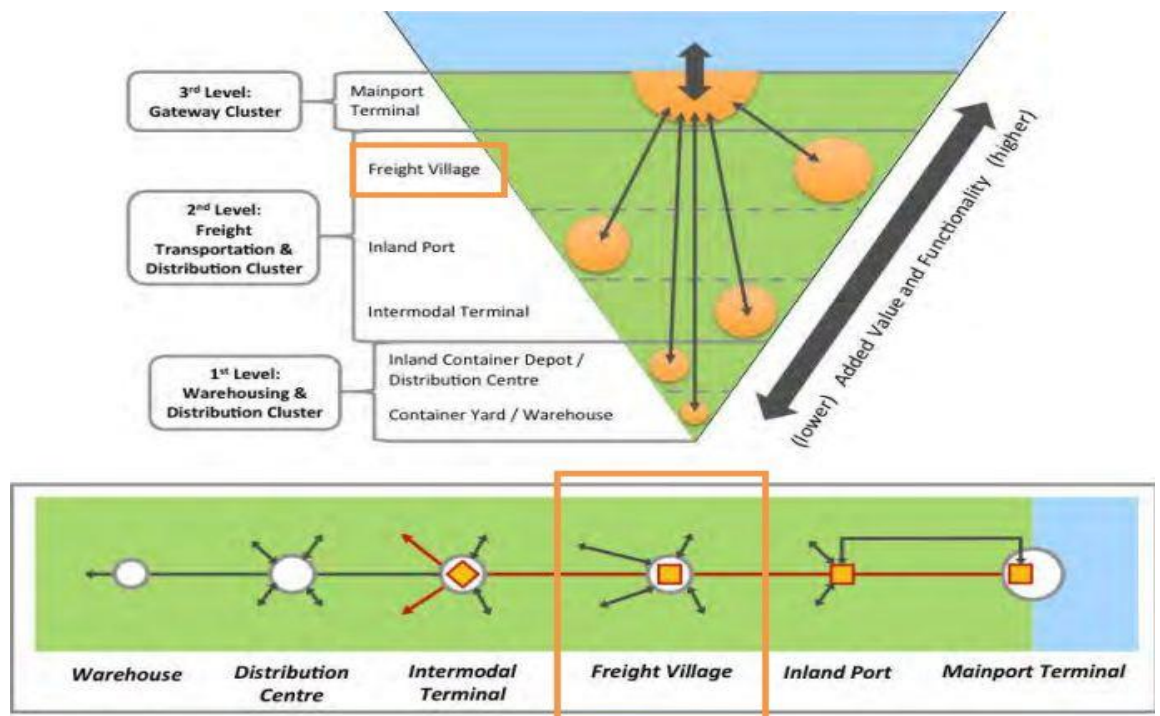 3rd Level:
Gateway Cluster
Mainport
Terminal
Freight Village
2nd Level:
Freight
Transportation &
Distribution Cluster
Inland Port
Intermodal Terminal
1st Level:
Warehousing &
Distribution Cluster
Inland Container Depot /
Distribution Centre
Container Yard / Warehouse
(lower) Added Value and Functionality (higher)
Warehouse
Distribution
Centre
Intermodal
Terminal
Freight Village
Inland Port
Mainport Terminal